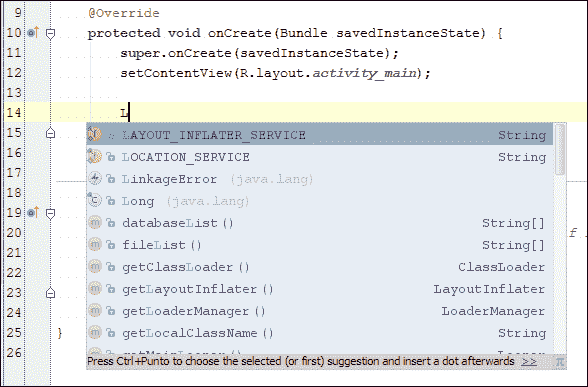 9 @Override
10 protected void onCreate(Bundle savedInstanceState) {
11 super.onCreate(savedInstanceState);
12 setContentView(R.layout.activity_main);
13
14 L
15 LAYOUT_INFLATER_SERVICE String
16 LOCATION_SERVICE String
17 LinkageError (java.lang)
18 Long (java.lang)
19 databaseList() String[]
20 fileList() String[]
21 getClassLoader() ClassLoader
22 getLayoutInflater() LayoutInflater
23 getLoaderManager() LoaderManager
24
25 } getLocalClassName() String
26
Press Ctrl+Punto to choose the selected (or first) suggestion and insert a dot afterwards >> π